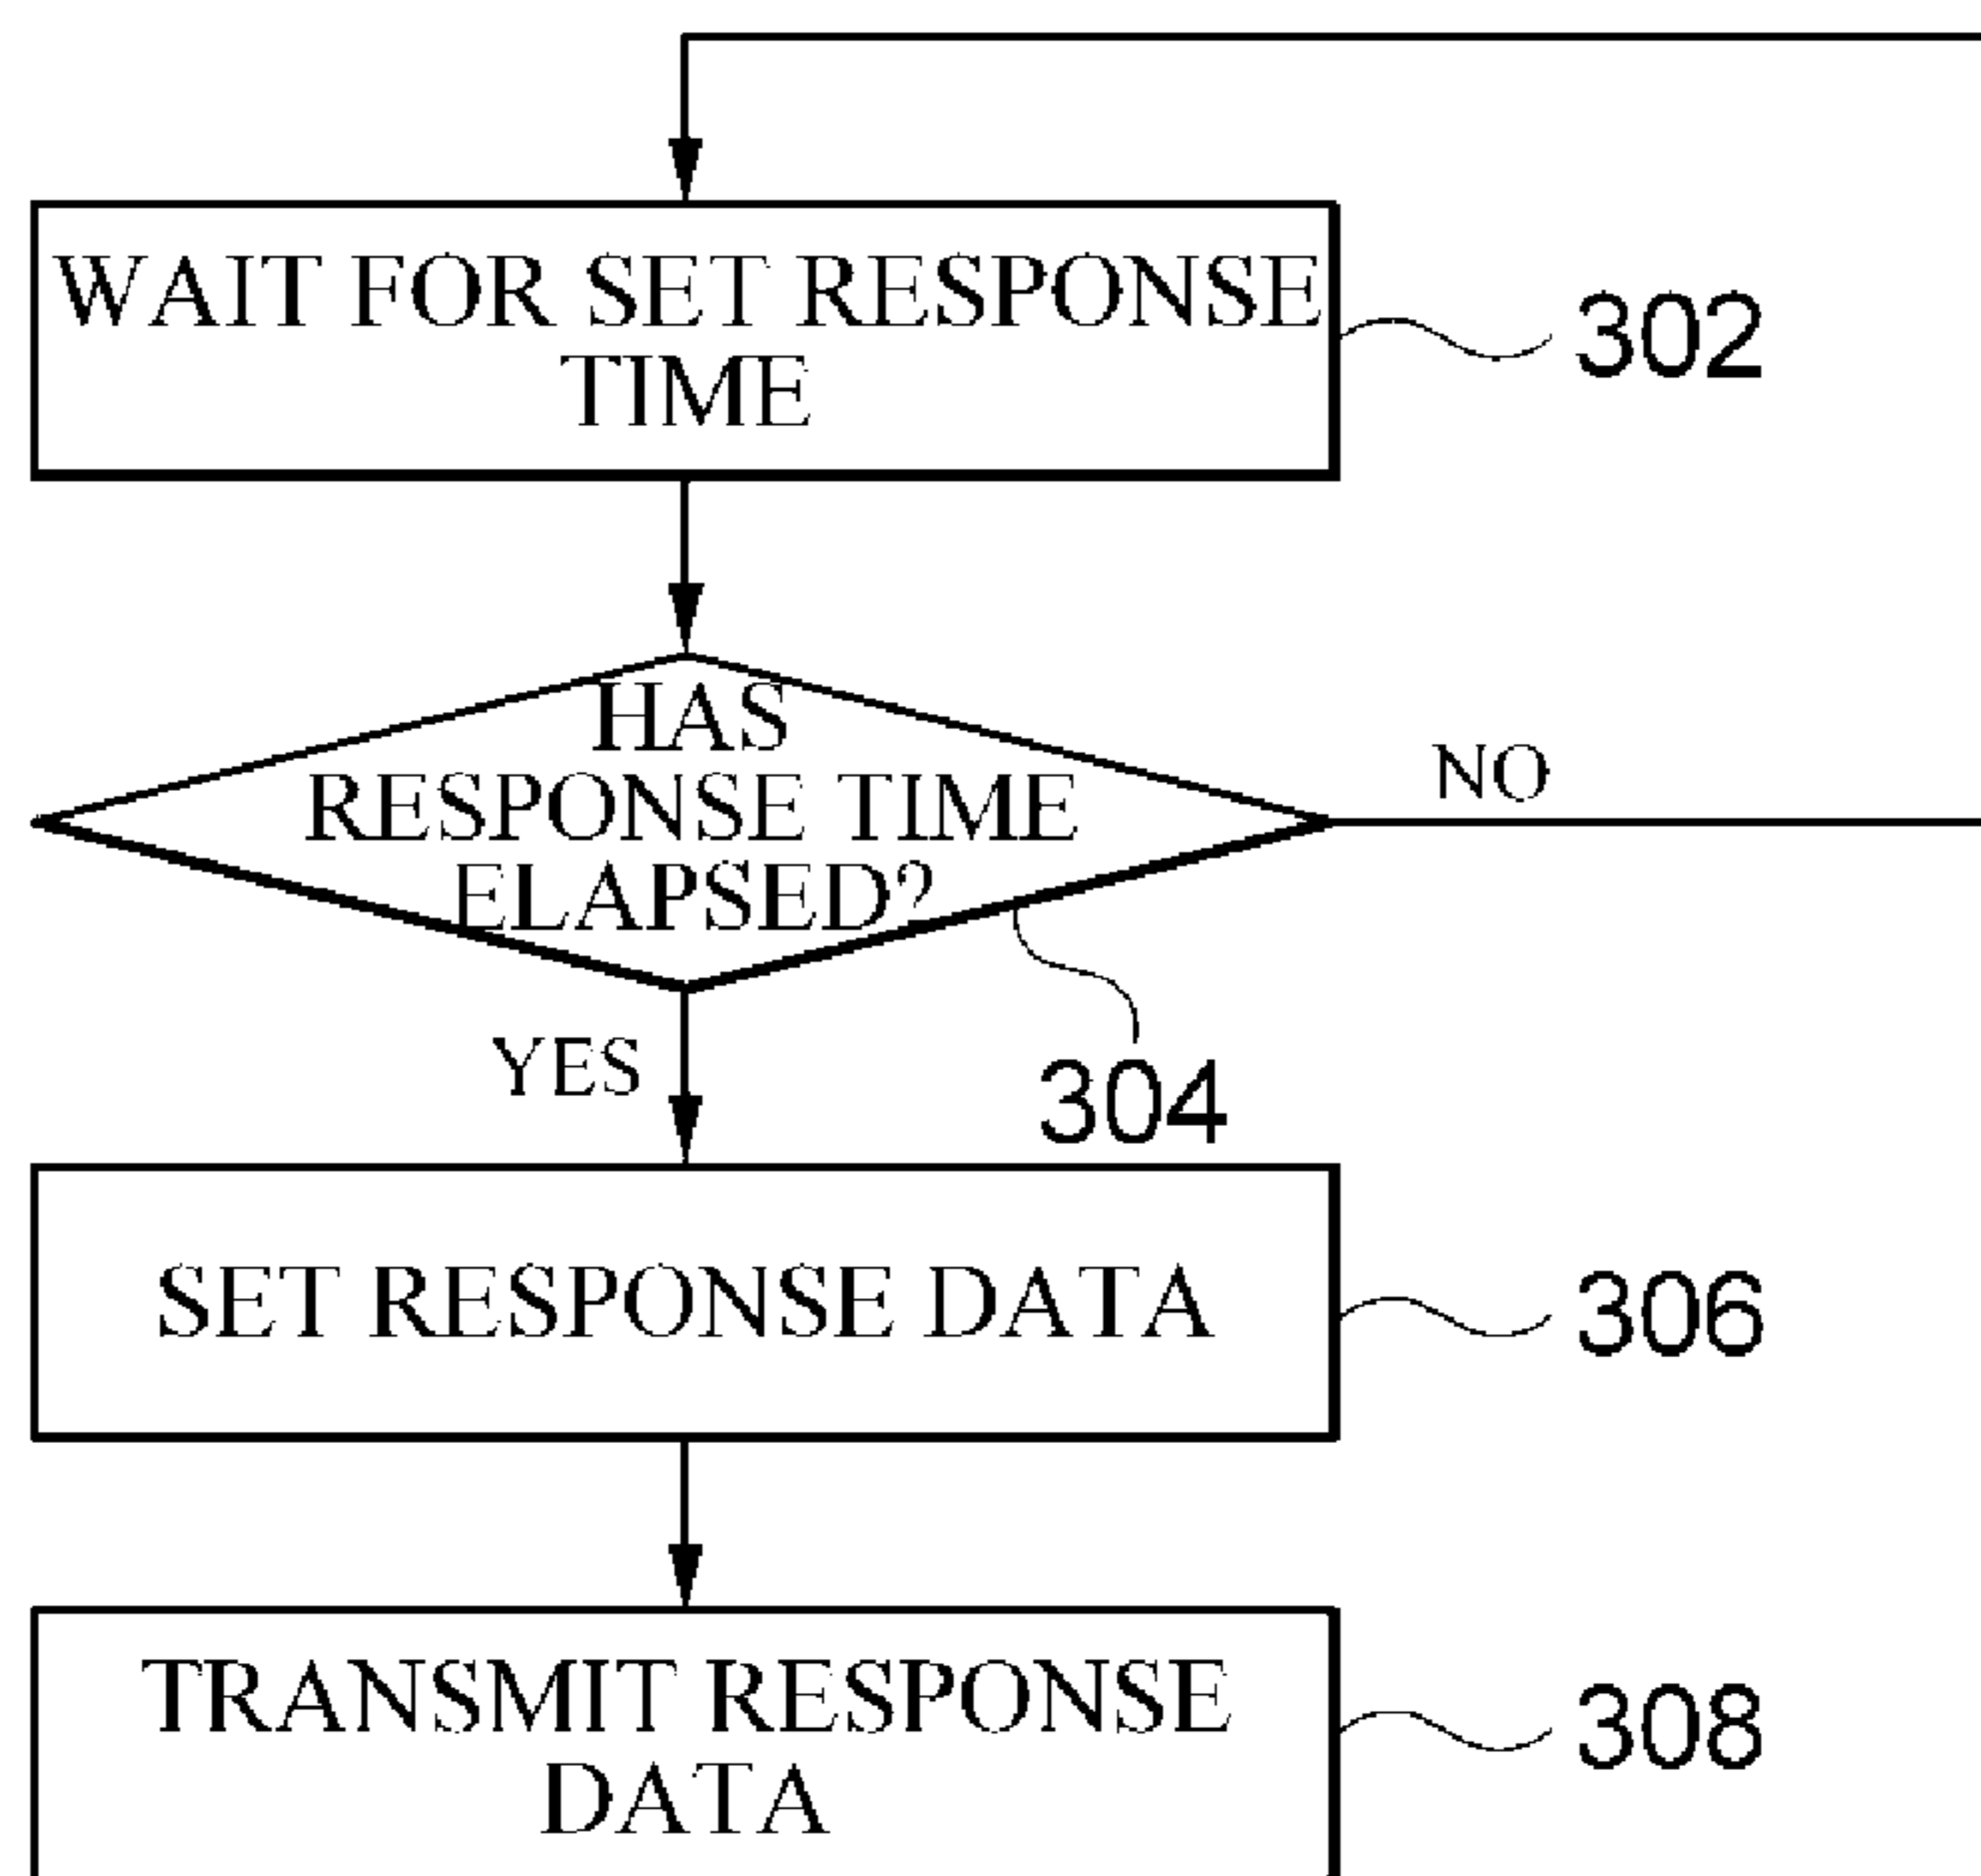 WAIT FOR SET RESPONSE
TIME
302
HAS
RESPONSE TIME
ELAPSED?
NO
YES
304
SET RESPONSE DATA
306
TRANSMIT RESPONSE
DATA
308